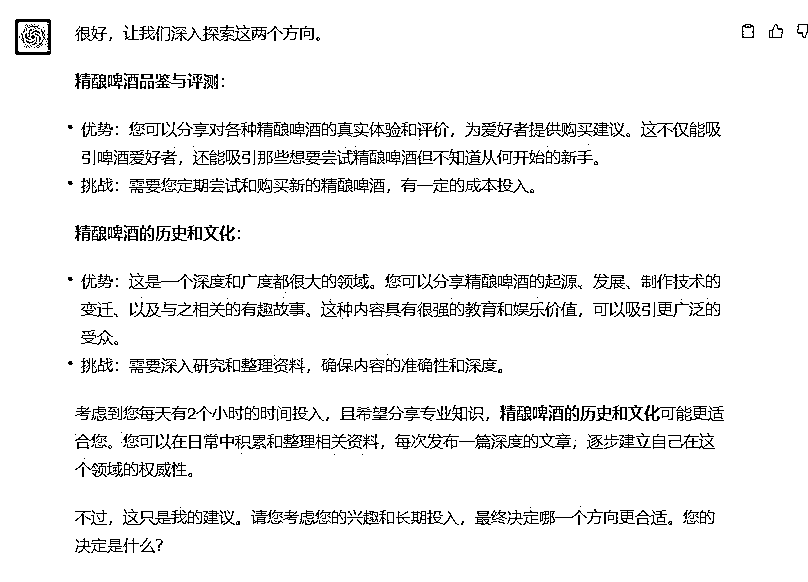 很好，让我们深入探索这两个方向。
精酿啤酒品鉴与评测：
• 优势：您可以分享对各种精酿啤酒的真实体验和评价，为爱好者提供购买建议。这不仅能吸
引啤酒爱好者，还能吸引那些想要尝试精酿啤酒但不知道从何开始的新手。
• 挑战：需要您定期尝试和购买新的精酿啤酒，有一定的成本投入。
精酿啤酒的历史和文化：
• 优势：这是一个深度和广度都很大的领域。您可以分享精酿啤酒的起源、发展、制作技术的
变迁、以及与之相关的有趣故事。这种内容具有很强的教育和娱乐价值，可以吸引更广泛的
受众。
• 挑战：需要深入研究和整理资料，确保内容的准确性和深度。
考虑到您每天有2个小时的时间投入，且希望分享专业知识，精酿啤酒的历史和文化可能更适
合您。您可以在日常中积累和整理相关资料，每次发布一篇深度的文章；逐步建立自己在这
个领域的权威性。
不过，这只是我的建议。请您考虑您的兴趣和长期投入，最终决定哪一个方向更合适。您的
决定是什么？